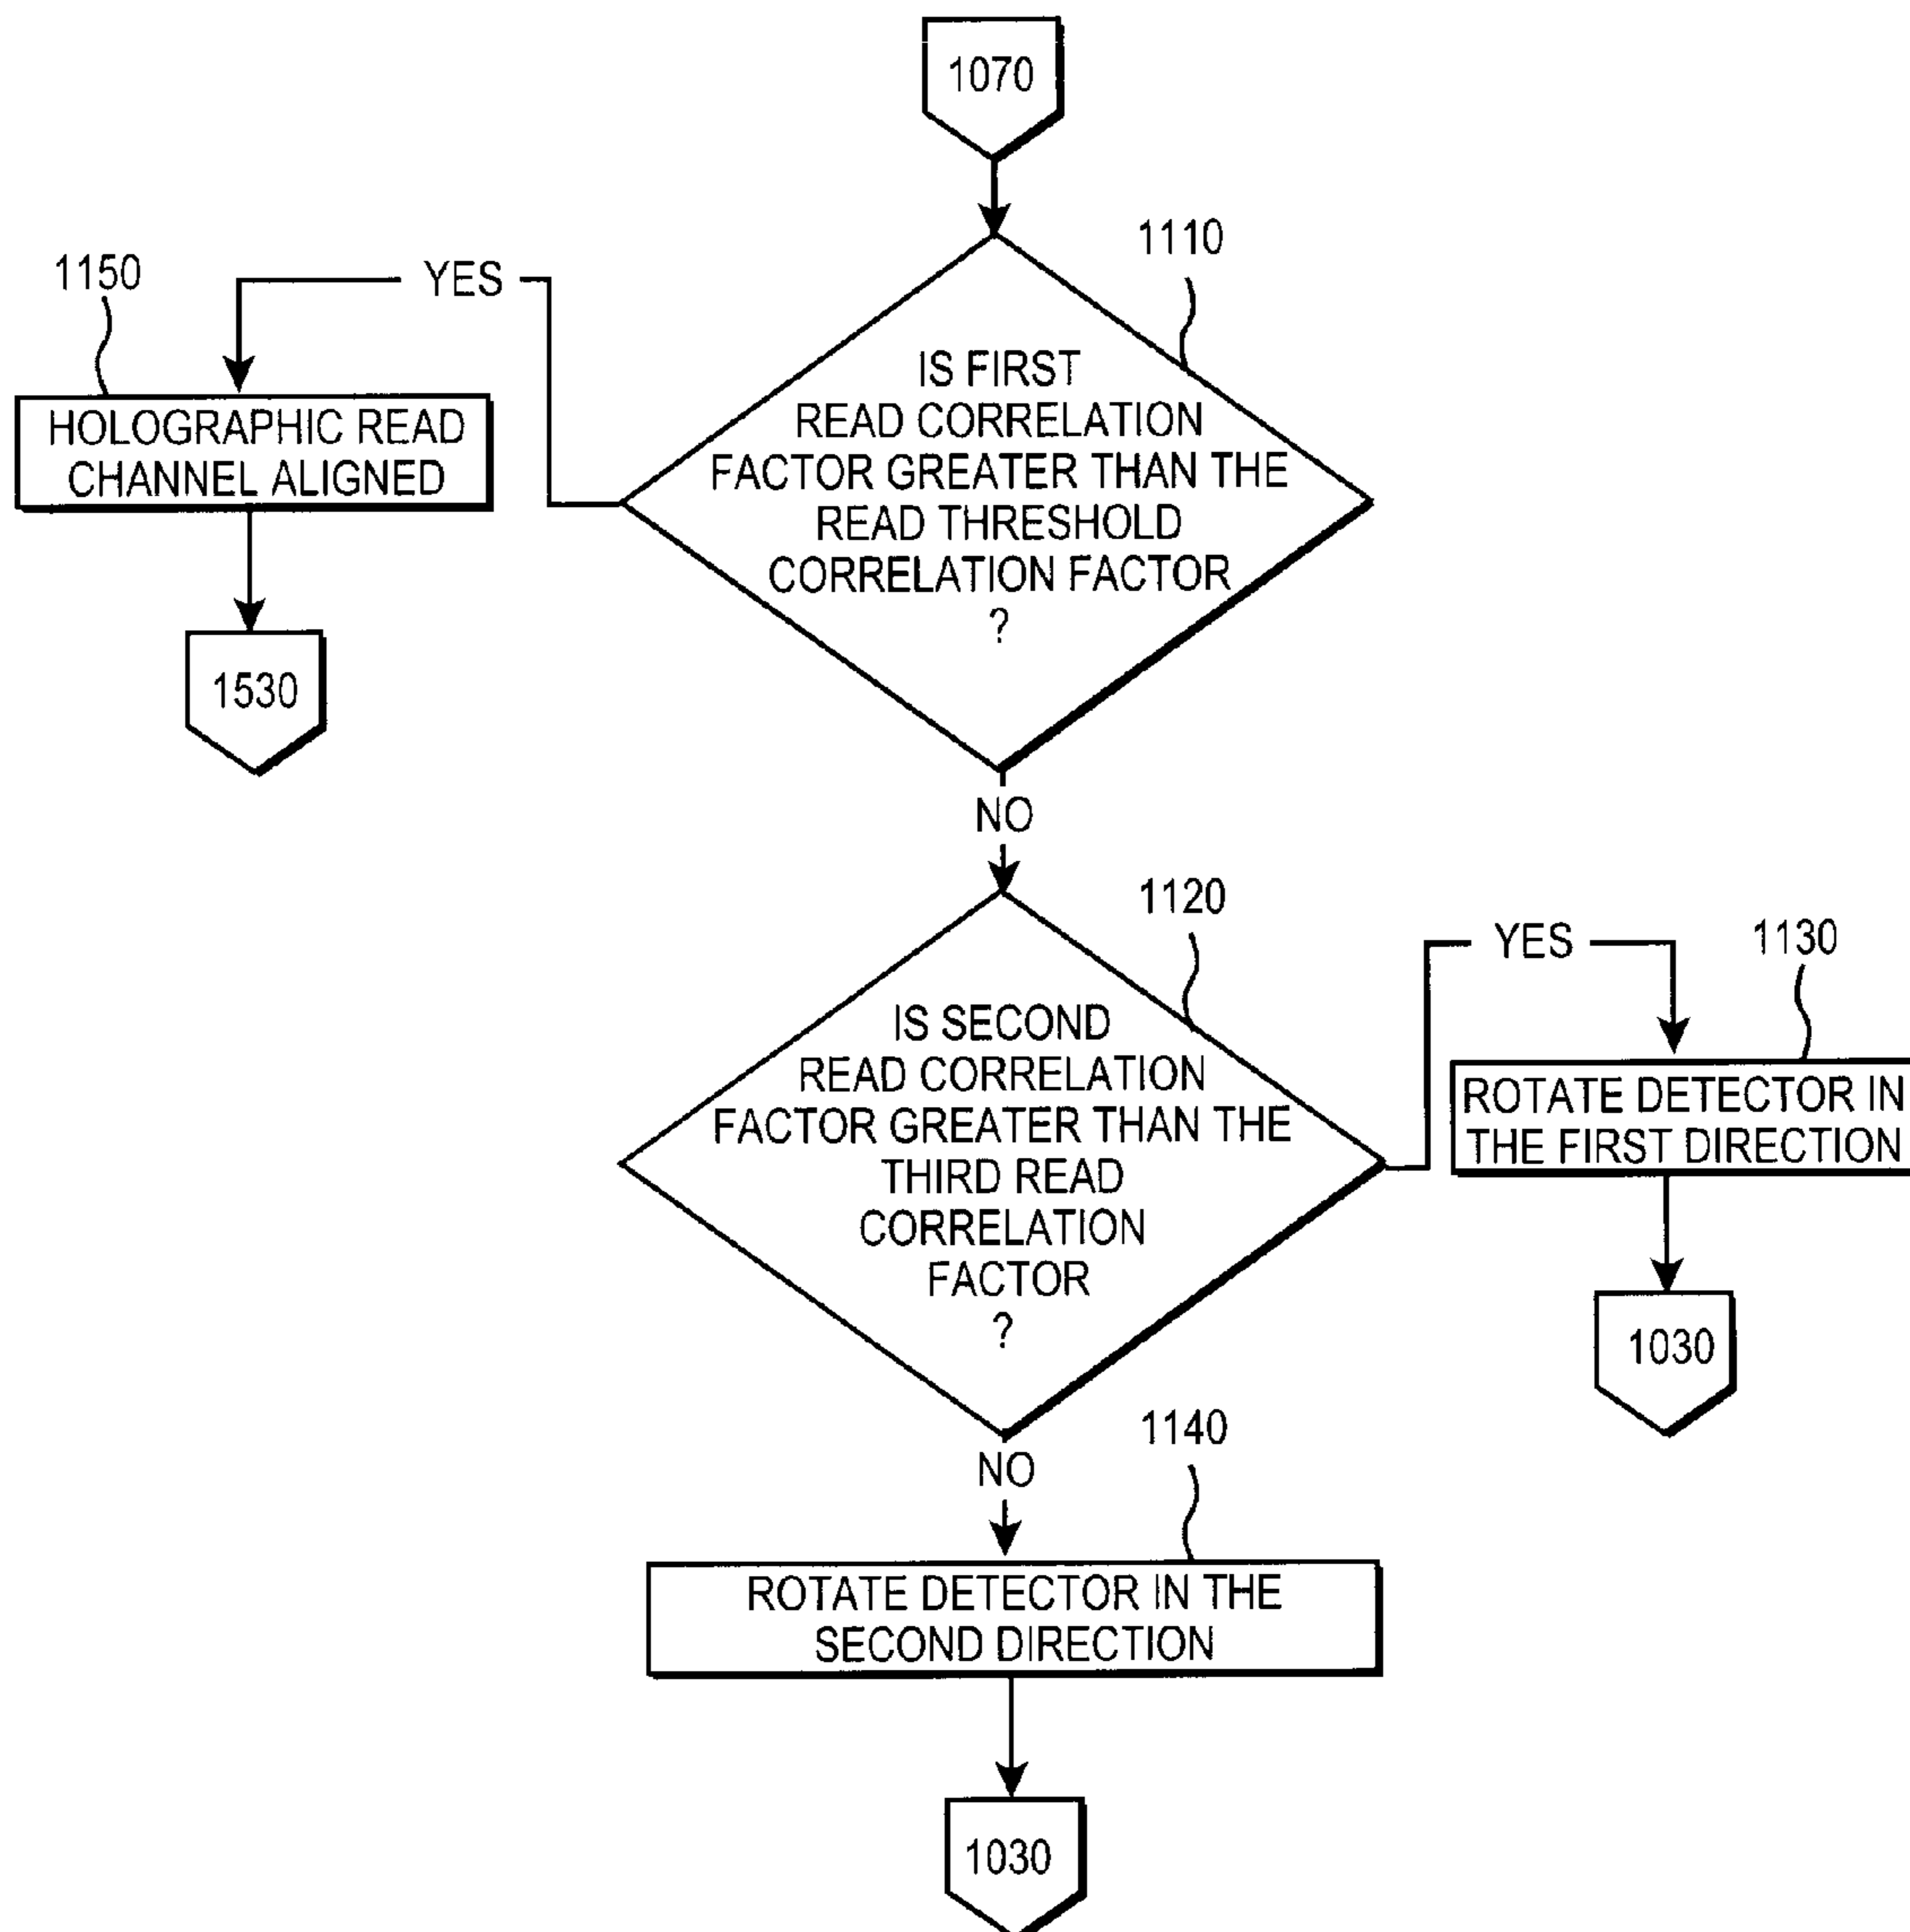 1070
1110
1150
YES
IS FIRST
READ CORRELATION
FACTOR GREATER THAN THE
READ THRESHOLD
CORRELATION FACTOR
?
HOLOGRAPHIC READ
CHANNEL ALIGNED
1530
NO
1120
YES
1130
IS SECOND
READ CORRELATION
FACTOR GREATER THAN THE
THIRD READ
CORRELATION
FACTOR
?
ROTATE DETECTOR IN
THE FIRST DIRECTION
1030
NO
1140
ROTATE DETECTOR IN THE
SECOND DIRECTION
1030